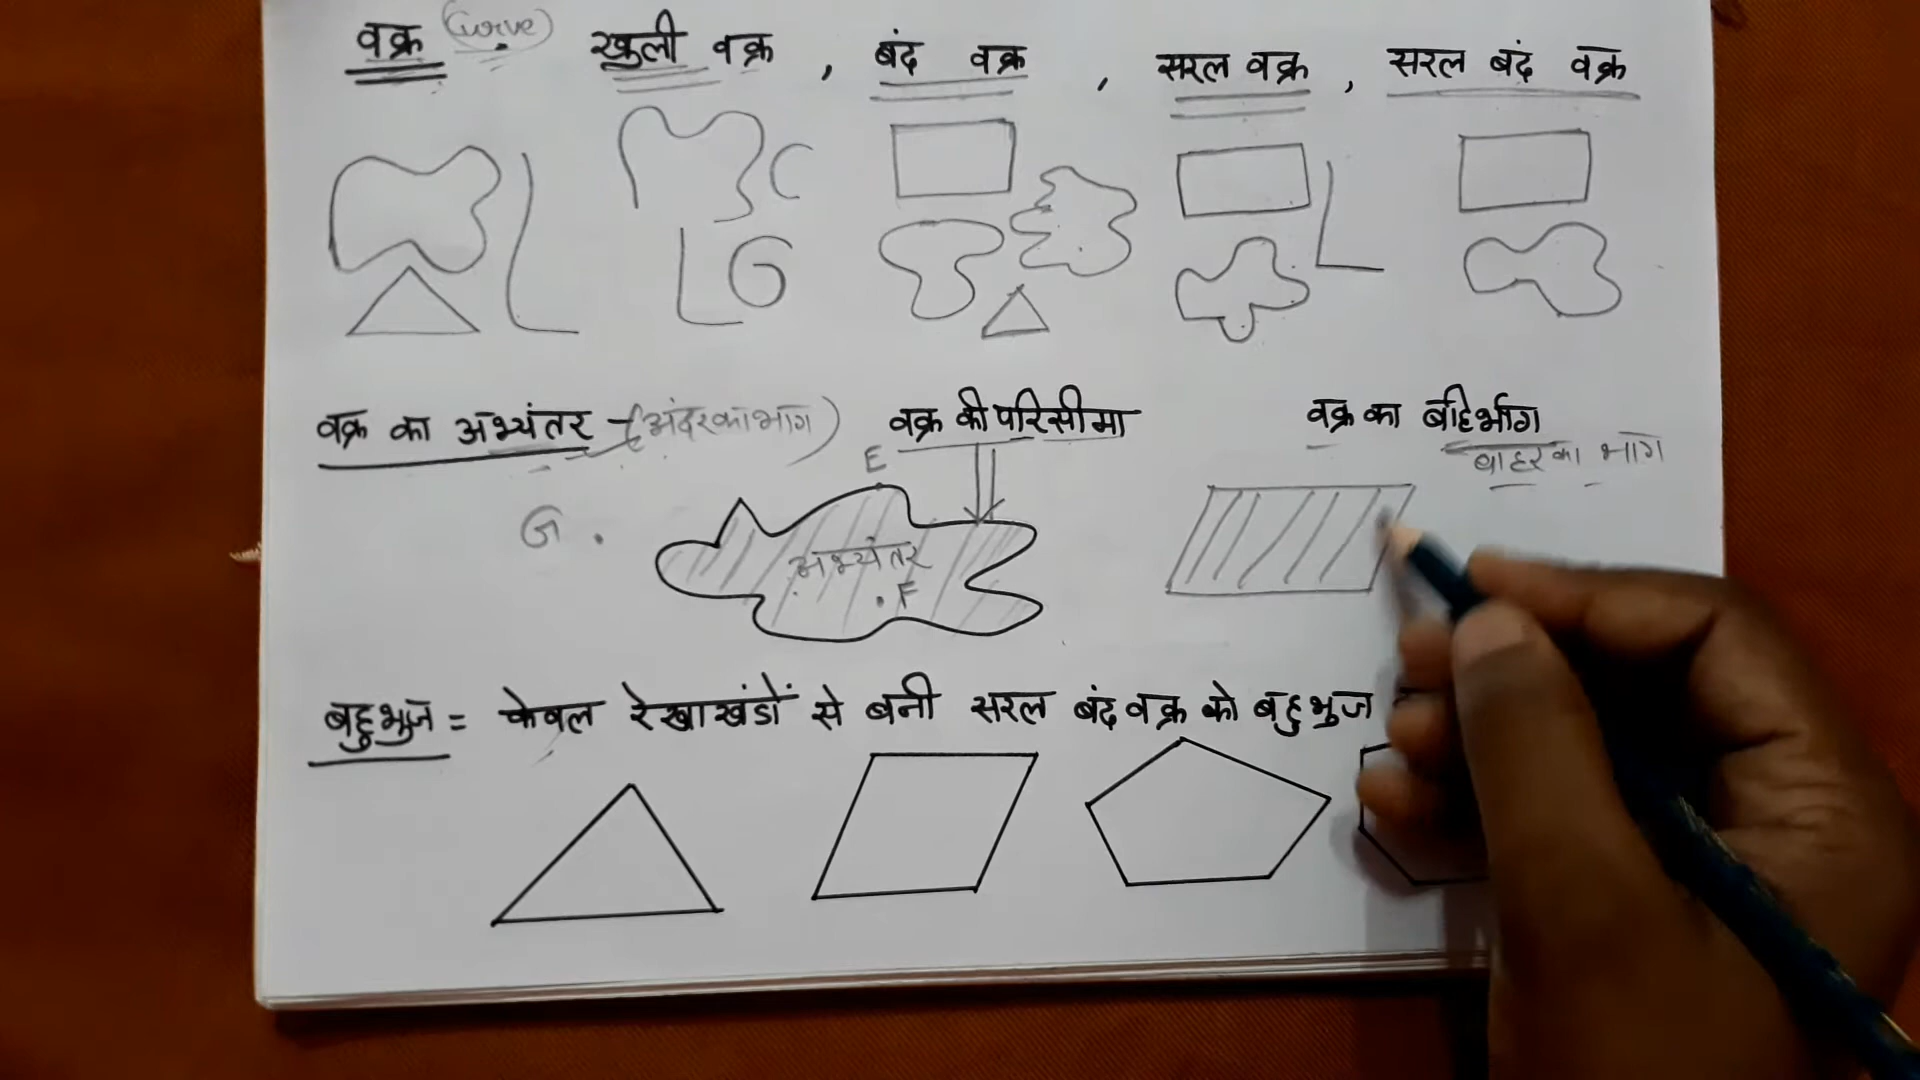 वक्र (Curve) खुली वक्र , बंद वक्र , सरल वक्र , सरल बंद वक्र
वक्र का अभ्यंतर - (अंदर का भाग) वक्र की परिसीमा वक्र का बहिर्भाग
बाहर का भाग
E
G .
अभ्यंतर
. F
बहुभुज = केवल रेखाखंडों से बनी सरल बंद वक्र को बहुभुज